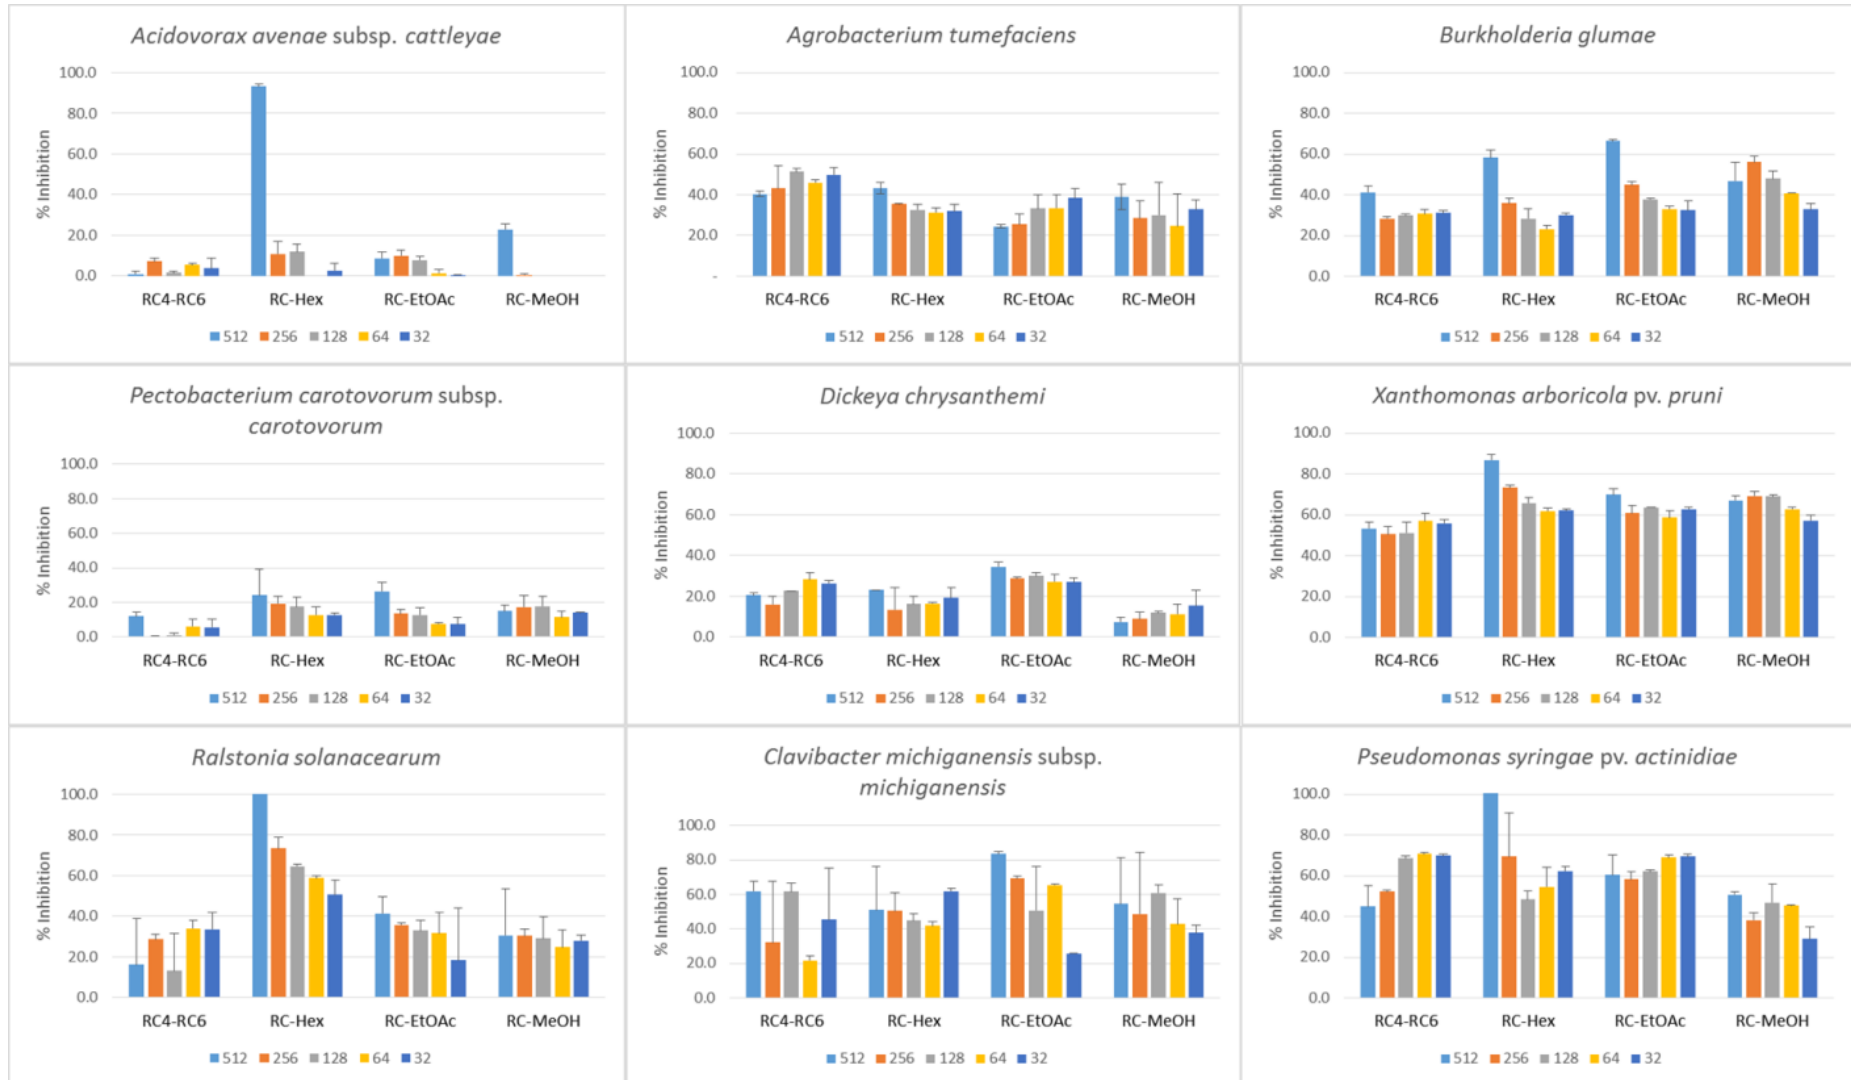 Acidovorax avenae subsp. cattleyae
% Inhibition
100.0
80.0
60.0
40.0
20.0
0.0
RC4-RC6 RC-Hex RC-EtOAc RC-MeOH
512 256 128 64 32
Agrobacterium tumefaciens
% Inhibition
100.0
80.0
60.0
40.0
20.0
-
RC4-RC6 RC-Hex RC-EtOAc RC-MeOH
512 256 128 64 32
Burkholderia glumae
% Inhibition
100.0
80.0
60.0
40.0
20.0
0.0
RC4-RC6 RC-Hex RC-EtOAc RC-MeOH
512 256 128 64 32
Pectobacterium carotovorum subsp.
carotovorum
% Inhibition
100.0
80.0
60.0
40.0
20.0
0.0
RC4-RC6 RC-Hex RC-EtOAc RC-MeOH
512 256 128 64 32
Dickeya chrysanthemi
% Inhibition
100.0
80.0
60.0
40.0
20.0
0.0
RC4-RC6 RC-Hex RC-EtOAc RC-MeOH
512 256 128 64 32
Xanthomonas arboricola pv. pruni
% Inhibition
100.0
80.0
60.0
40.0
20.0
0.0
RC4-RC6 RC-Hex RC-EtOAc RC-MeOH
512 256 128 64 32
Ralstonia solanacearum
% Inhibition
100.0
80.0
60.0
40.0
20.0
0.0
RC4-RC6 RC-Hex RC-EtOAc RC-MeOH
512 256 128 64 32
Clavibacter michiganensis subsp.
michiganensis
% Inhibition
100.0
80.0
60.0
40.0
20.0
0.0
RC4-RC6 RC-Hex RC-EtOAc RC-MeOH
512 256 128 64 32
Pseudomonas syringae pv. actinidiae
% Inhibition
100.0
80.0
60.0
40.0
20.0
0.0
RC4-RC6 RC-Hex RC-EtOAc RC-MeOH
512 256 128 64 32